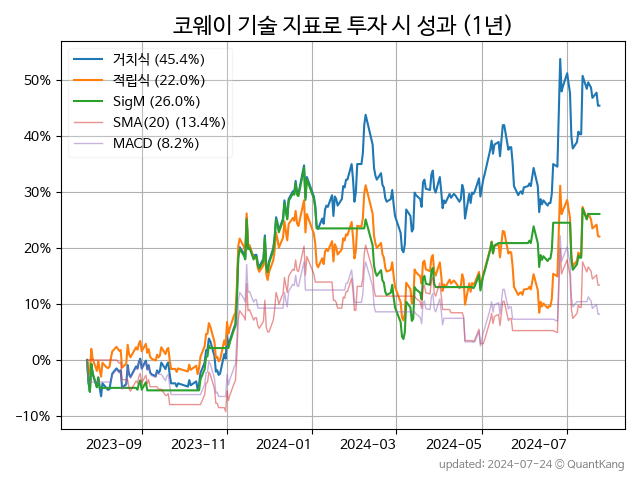 코웨이 기술 지표로 투자 시 성과 (1년)
거치식 (45.4%)
적립식 (22.0%)
SigM (26.0%)
SMA(20) (13.4%)
MACD (8.2%)
50%
40%
30%
20%
10%
0%
−10%
2023-09
2023-11
2024-01
2024-03
2024-05
2024-07
updated: 2024-07-24 © QuantKang